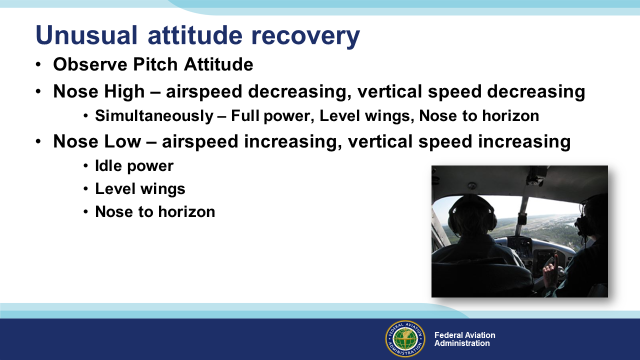 Unusual attitude recovery
• Observe Pitch Attitude
• Nose High – airspeed decreasing, vertical speed decreasing
• Simultaneously – Full power, Level wings, Nose to horizon
• Nose Low – airspeed increasing, vertical speed increasing
• Idle power
• Level wings
• Nose to horizon
Federal Aviation
Administration